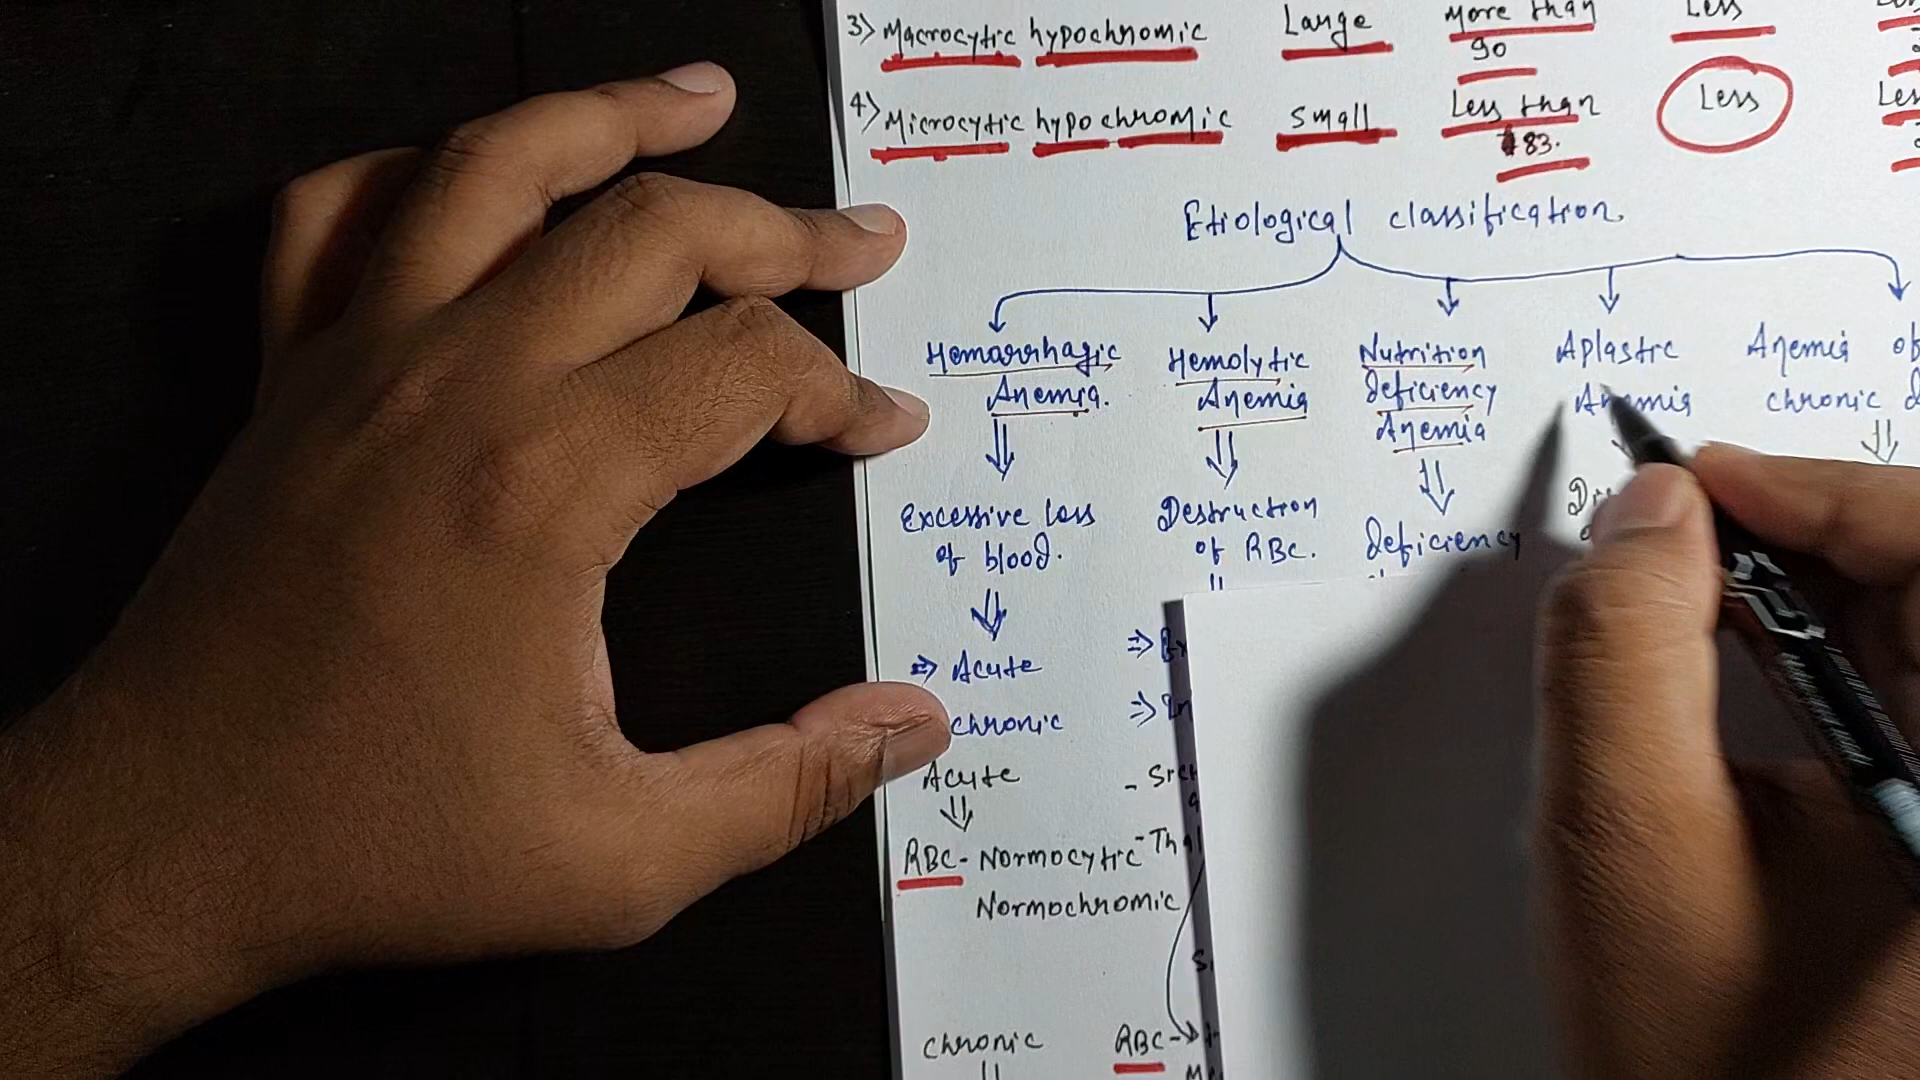 3) Macrocytic hypochromic Large More than Less
90
4) Microcytic hypochromic Small Less than Less
83.
Etiological classification.
Hemarrhagic Anemia.
Hemolytic Anemia
Nutrition deficiency Anemia
Aplastic Anemia
Anemia of chronic
Excessive loss of blood.
Destruction of RBC.
deficiency
⇒ Acute
chronic
Acute
RBC- Normocytic
Normochromic
chronic
RBC-